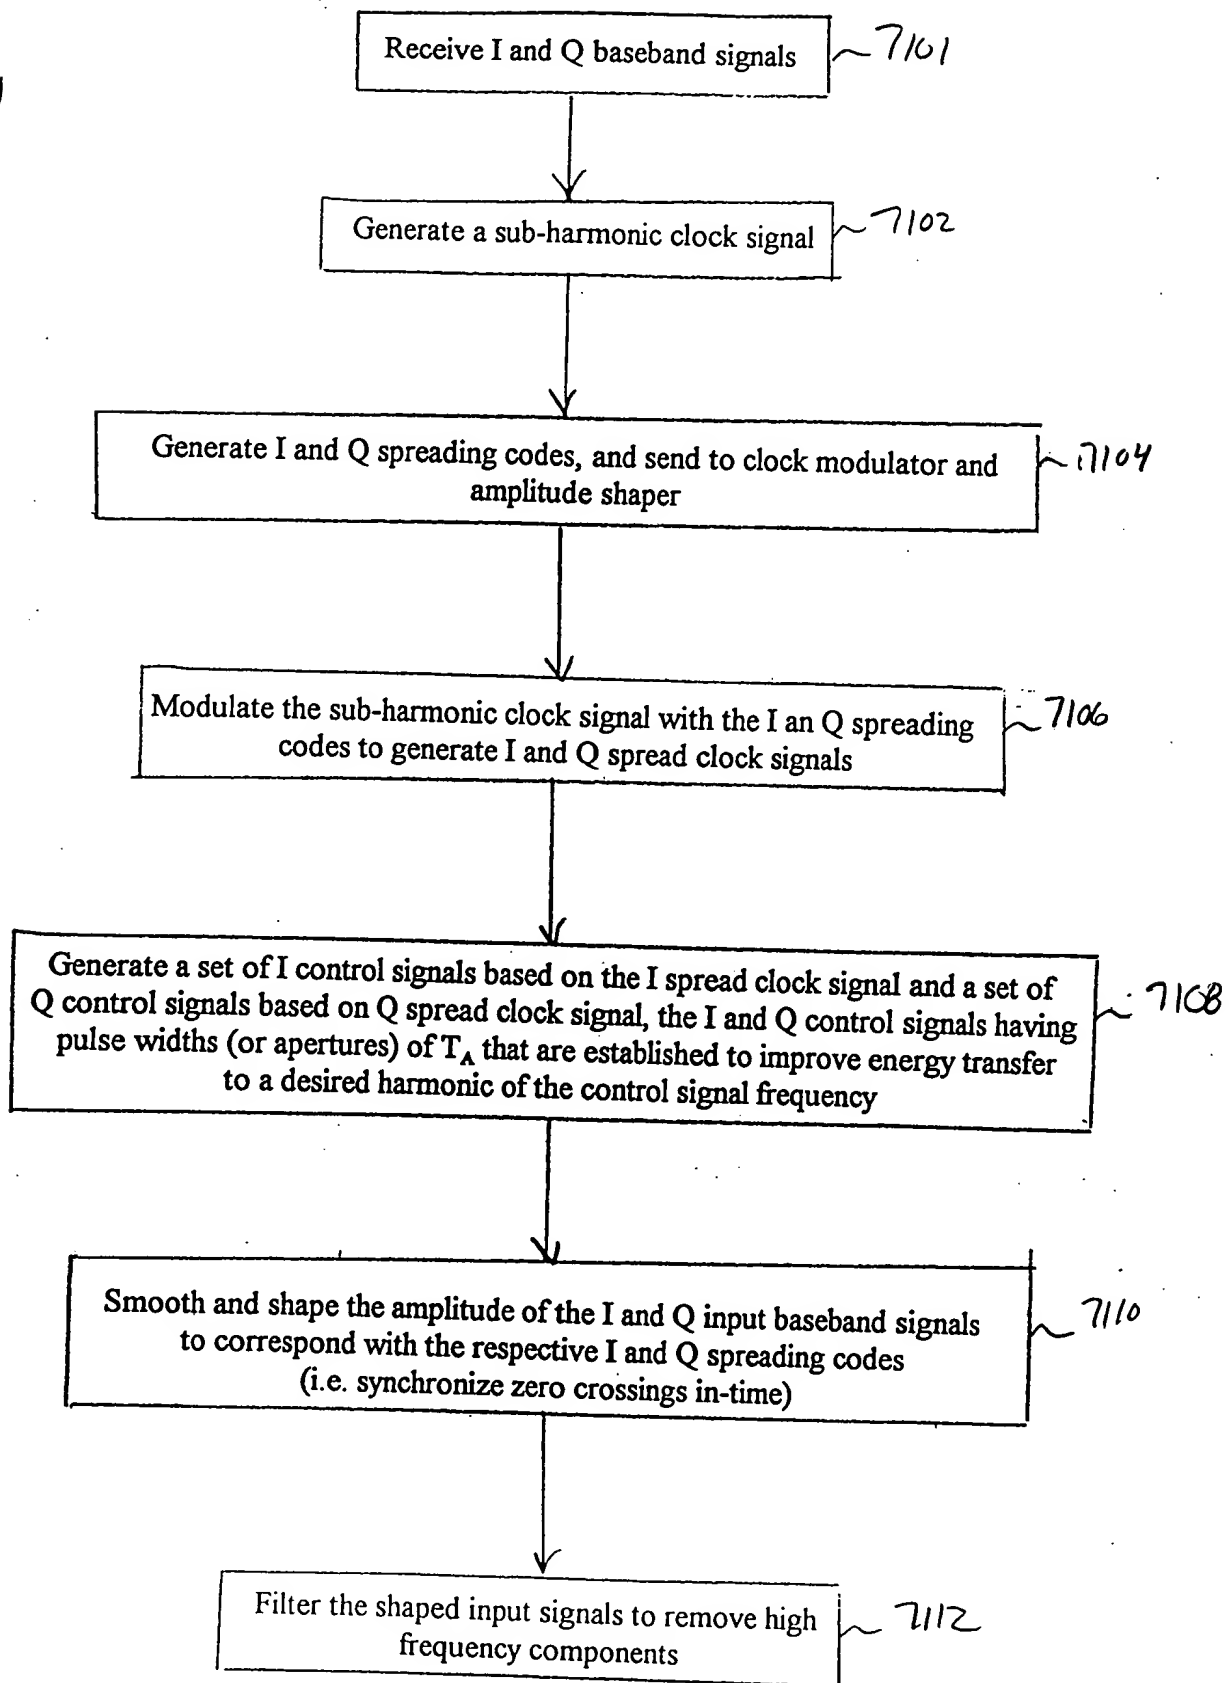 Receive I and Q baseband signals
7101
Generate a sub-harmonic clock signal
7102
Generate I and Q spreading codes, and send to clock modulator and
amplitude shaper
7104
Modulate the sub-harmonic clock signal with the I an Q spreading
codes to generate I and Q spread clock signals
7106
Generate a set of I control signals based on the I spread clock signal and a set of
Q control signals based on Q spread clock signal, the I and Q control signals having
pulse widths (or apertures) of T_A that are established to improve energy transfer
to a desired harmonic of the control signal frequency
7108
Smooth and shape the amplitude of the I and Q input baseband signals
to correspond with the respective I and Q spreading codes
(i.e. synchronize zero crossings in-time)
7110
Filter the shaped input signals to remove high
frequency components
7112